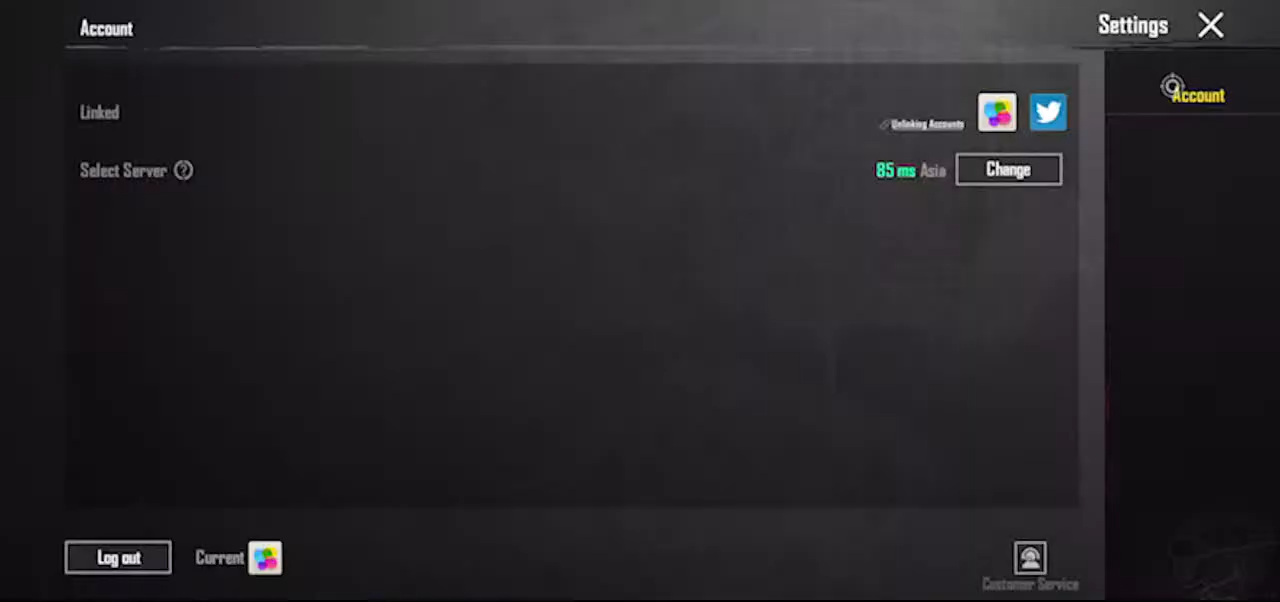 Account
Settings
Account
Linked
Unlinking Accounts
Select Server
85 ms Asia
Change
Log out
Current
Customer Service